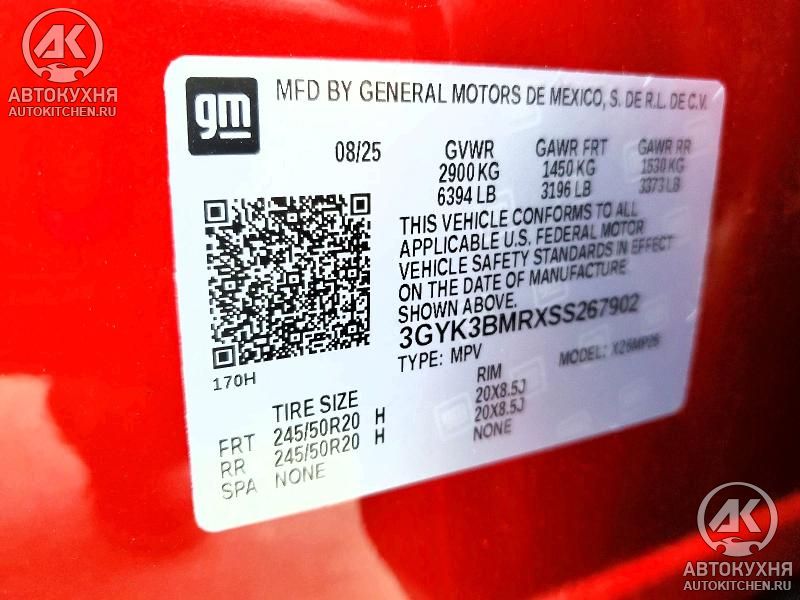 AK
АВТОКУХНЯ
AUTOKITCHEN.RU
gm
MFD BY GENERAL MOTORS DE MEXICO, S. DE R.L. DE C.V.
08/25
GVWR
2900 KG
6394 LB
GAWR FRT
1450 KG
3196 LB
GAWR RR
1530 KG
3373 LB
THIS VEHICLE CONFORMS TO ALL
APPLICABLE U.S. FEDERAL MOTOR
VEHICLE SAFETY STANDARDS IN EFFECT
ON THE DATE OF MANUFACTURE
SHOWN ABOVE.
3GYK3BMRXSS267902
TYPE: MPV
MODEL: X26MP26
170H
TIRE SIZE
RIM
FRT 245/50R20 H 20X8.5J
RR 245/50R20 H 20X8.5J
SPA NONE NONE
AK
АВТОКУХНЯ
AUTOKITCHEN.RU